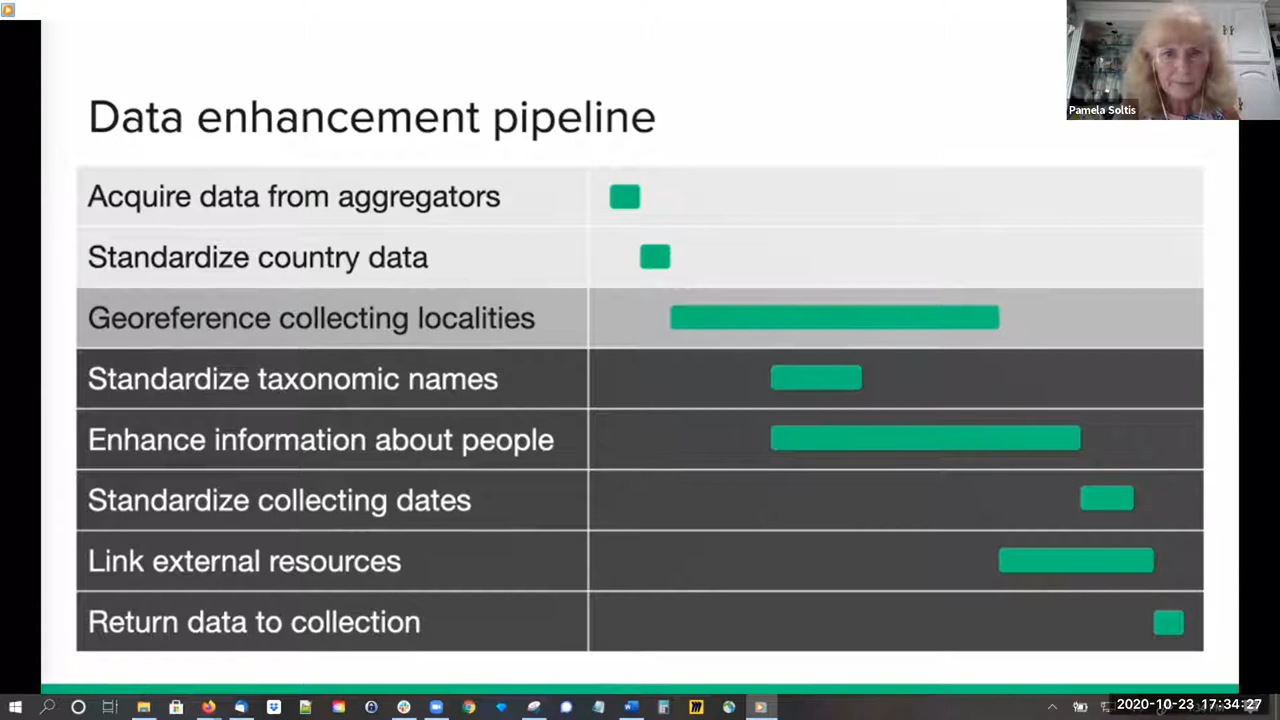 Pamela Soltis
Data enhancement pipeline
Acquire data from aggregators
Standardize country data
Georeference collecting localities
Standardize taxonomic names
Enhance information about people
Standardize collecting dates
Link external resources
Return data to collection
2020-10-23 17:34:27